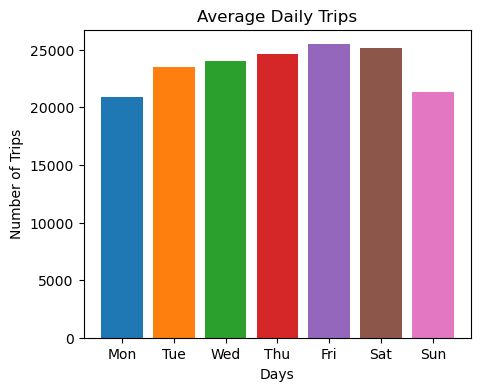 Average Daily Trips
25000
20000
15000
10000
5000
0
Number of Trips
Mon Tue Wed Thu Fri Sat Sun
Days